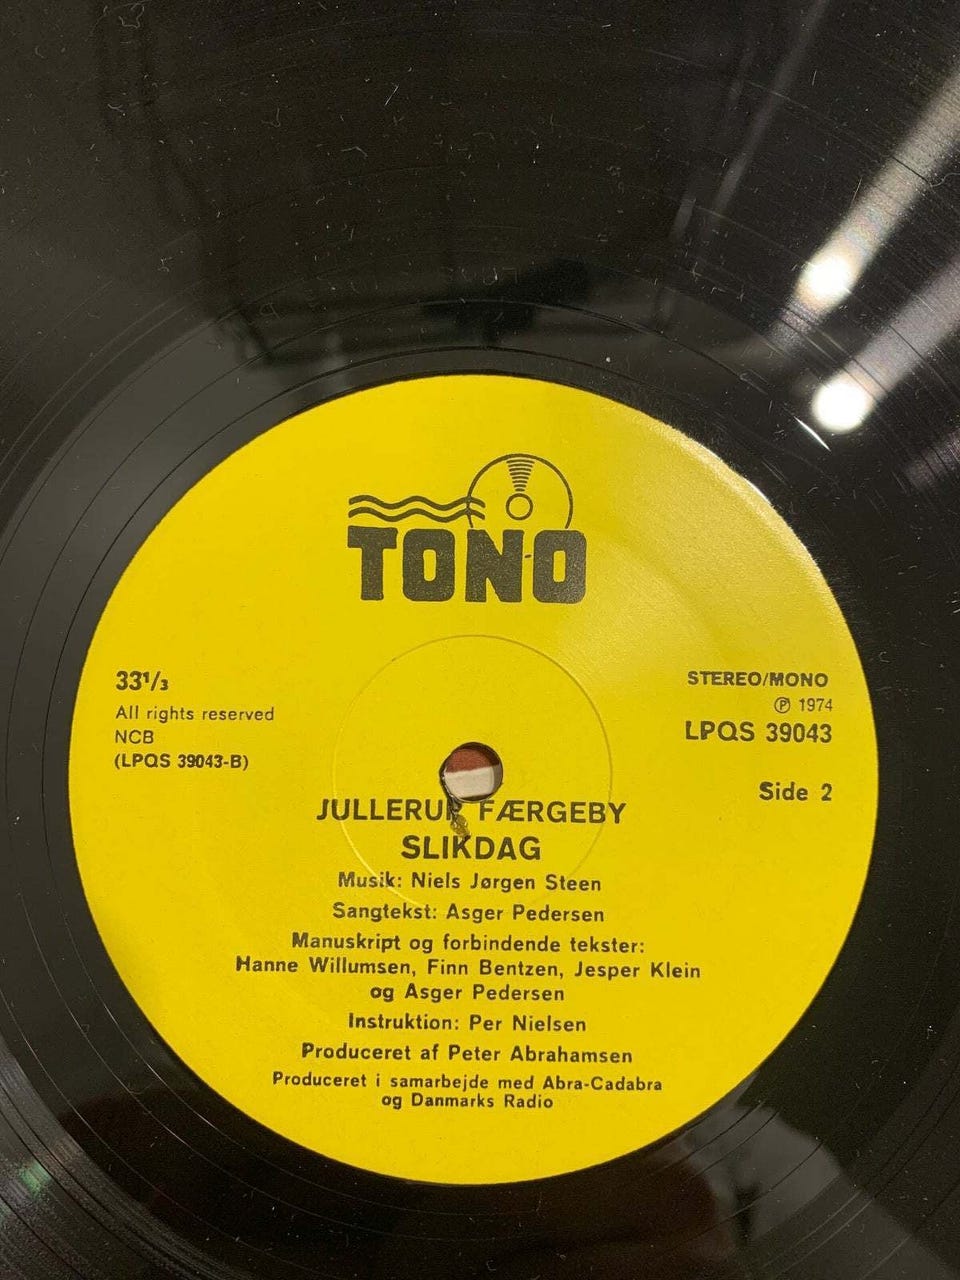 TONO
33¹/₃
All rights reserved
NCB
(LPQS 39043-B)
STEREO/MONO
℗ 1974
LPQS 39043
Side 2
JULLERUP FÆRGEBY
SLIKDAG
Musik: Niels Jørgen Steen
Sangtekst: Asger Pedersen
Manuskript og forbindende tekster:
Hanne Willumsen, Finn Bentzen, Jesper Klein
og Asger Pedersen
Instruktion: Per Nielsen
Produceret af Peter Abrahamsen
Produceret i samarbejde med Abra-Cadabra
og Danmarks Radio